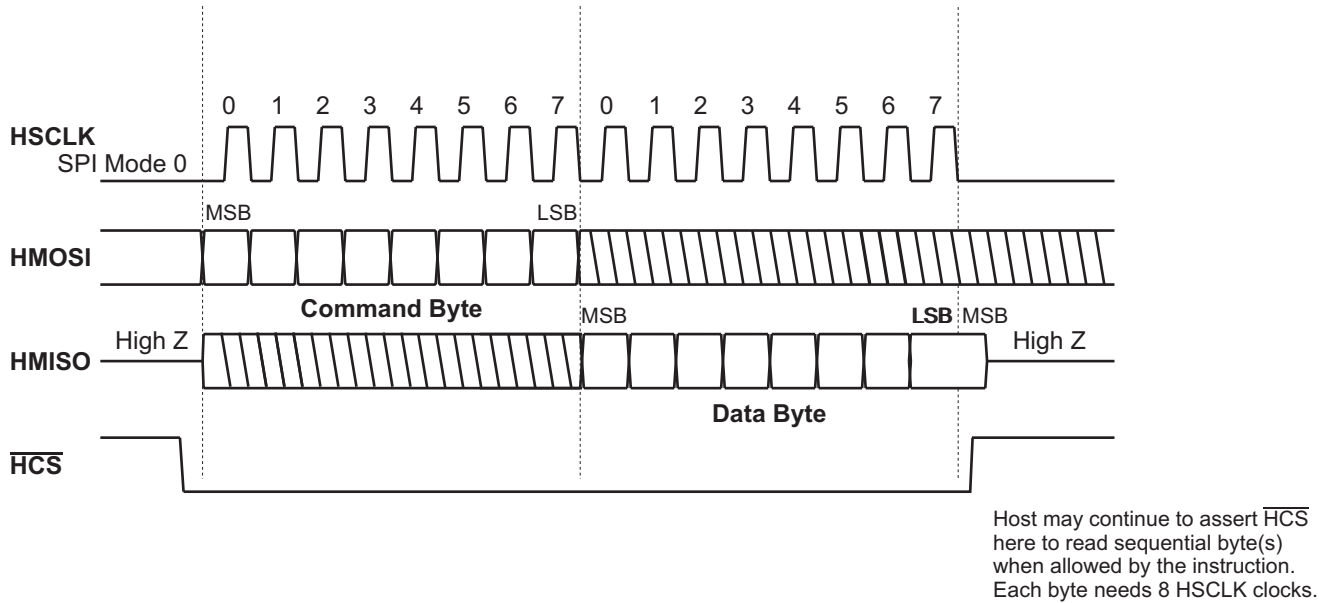 0 1 2 3 4 5 6 7 0 1 2 3 4 5 6 7
HSCLK
SPI Mode 0
MSB LSB
HMOSI
Command Byte
MSB LSB MSB
High Z High Z
HMISO
Data Byte
HCS
Host may continue to assert HCS
here to read sequential byte(s)
when allowed by the instruction.
Each byte needs 8 HSCLK clocks.